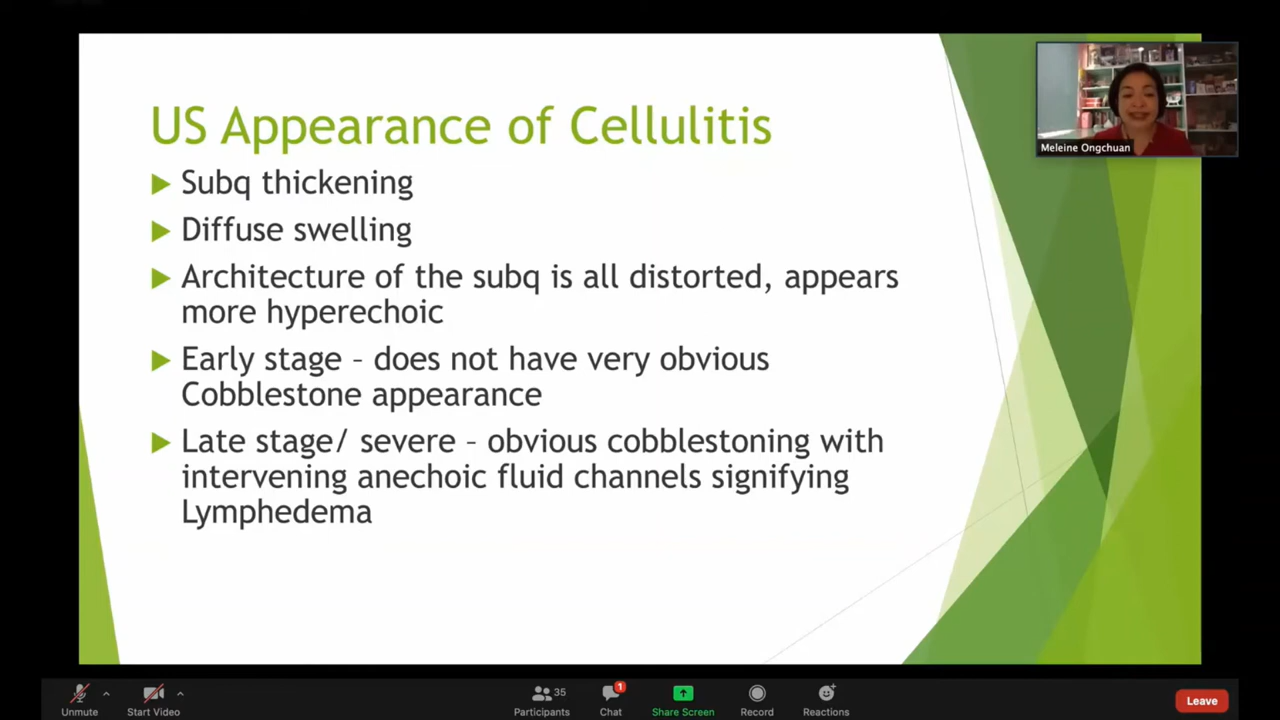 US Appearance of Cellulitis
Subq thickening
Diffuse swelling
Architecture of the subq is all distorted, appears
more hyperechoic
Early stage – does not have very obvious
Cobblestone appearance
Late stage/ severe – obvious cobblestoning with
intervening anechoic fluid channels signifying
Lymphedema
Meleine Ongchuan
Unmute
Start Video
35
Participants
1
Chat
Share Screen
Record
Reactions
Leave